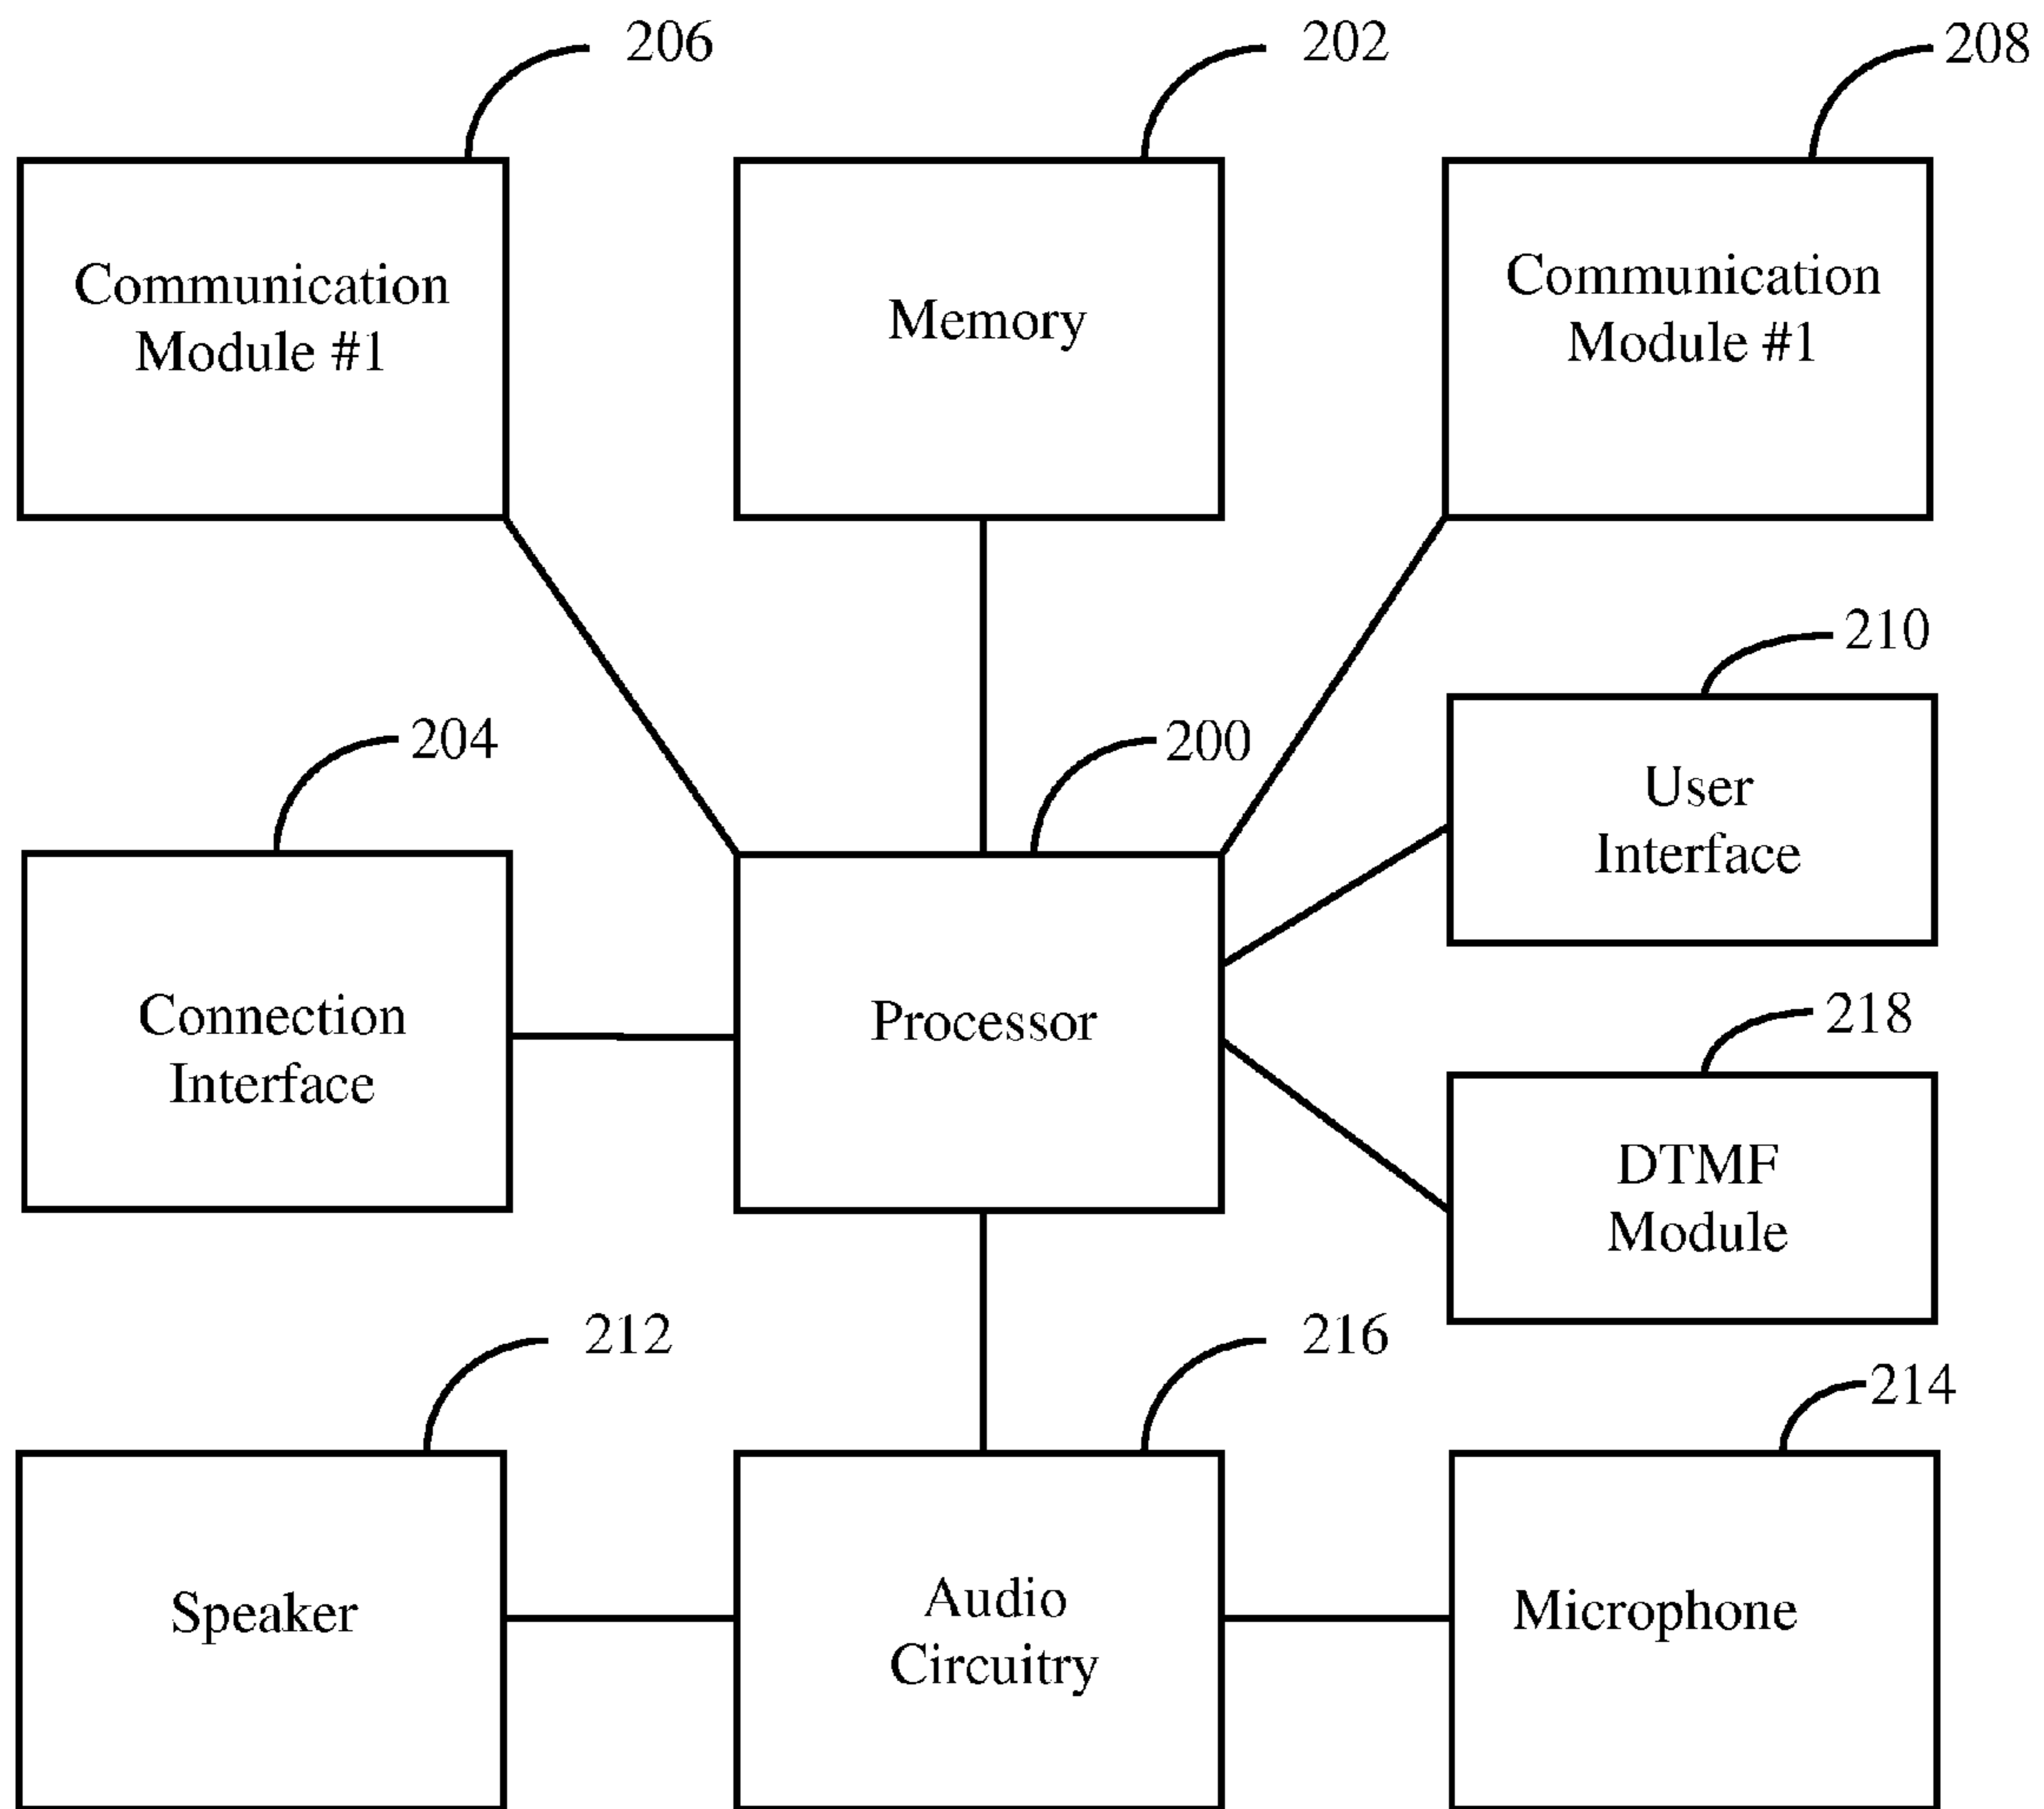 206
202
208
Communication
Module #1
Memory
Communication
Module #1
210
204
200
User
Interface
Connection
Interface
Processor
218
DTMF
Module
212
216
214
Speaker
Audio
Circuitry
Microphone